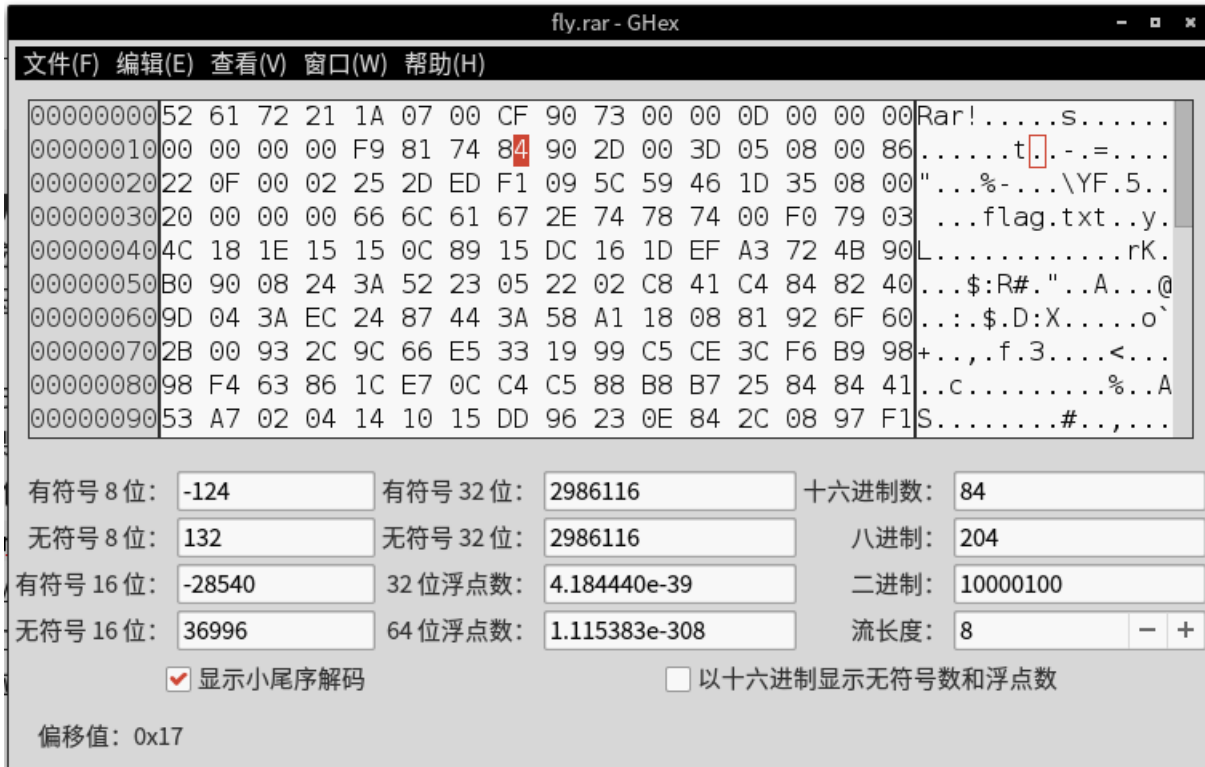 fly.rar - GHex
文件(F) 编辑(E) 查看(V) 窗口(W) 帮助(H)
00000000 52 61 72 21 1A 07 00 CF 90 73 00 00 0D 00 00 00 Rar!.....s......
00000010 00 00 00 00 F9 81 74 84 90 2D 00 3D 05 08 00 86 ......t..-.=....
00000020 22 0F 00 02 25 2D ED F1 09 5C 59 46 1D 35 08 00 "...%-...\YF.5..
00000030 20 00 00 00 66 6C 61 67 2E 74 78 74 00 F0 79 03  ...flag.txt..y.
00000040 4C 18 1E 15 15 0C 89 15 DC 16 1D EF A3 72 4B 90 L............rK.
00000050 B0 90 08 24 3A 52 23 05 22 02 C8 41 C4 84 82 40 ...$:R#."..A...@
00000060 9D 04 3A EC 24 87 44 3A 58 A1 18 08 81 92 6F 60 ..:.$.D:X.....o`
00000070 2B 00 93 2C 9C 66 E5 33 19 99 C5 CE 3C F6 B9 98 +..,.f.3....<...
00000080 98 F4 63 86 1C E7 0C C4 C5 88 B8 B7 25 84 84 41 ..c.........%..A
00000090 53 A7 02 04 14 10 15 DD 96 23 0E 84 2C 08 97 F1 S........#..,...
有符号 8 位： -124 有符号 32 位： 2986116 十六进制数： 84
无符号 8 位： 132 无符号 32 位： 2986116 八进制： 204
有符号 16 位： -28540 32 位浮点数： 4.184440e-39 二进制： 10000100
无符号 16 位： 36996 64 位浮点数： 1.115383e-308 流长度： 8 − +
显示小尾序解码 以十六进制显示无符号数和浮点数
偏移值： 0x17